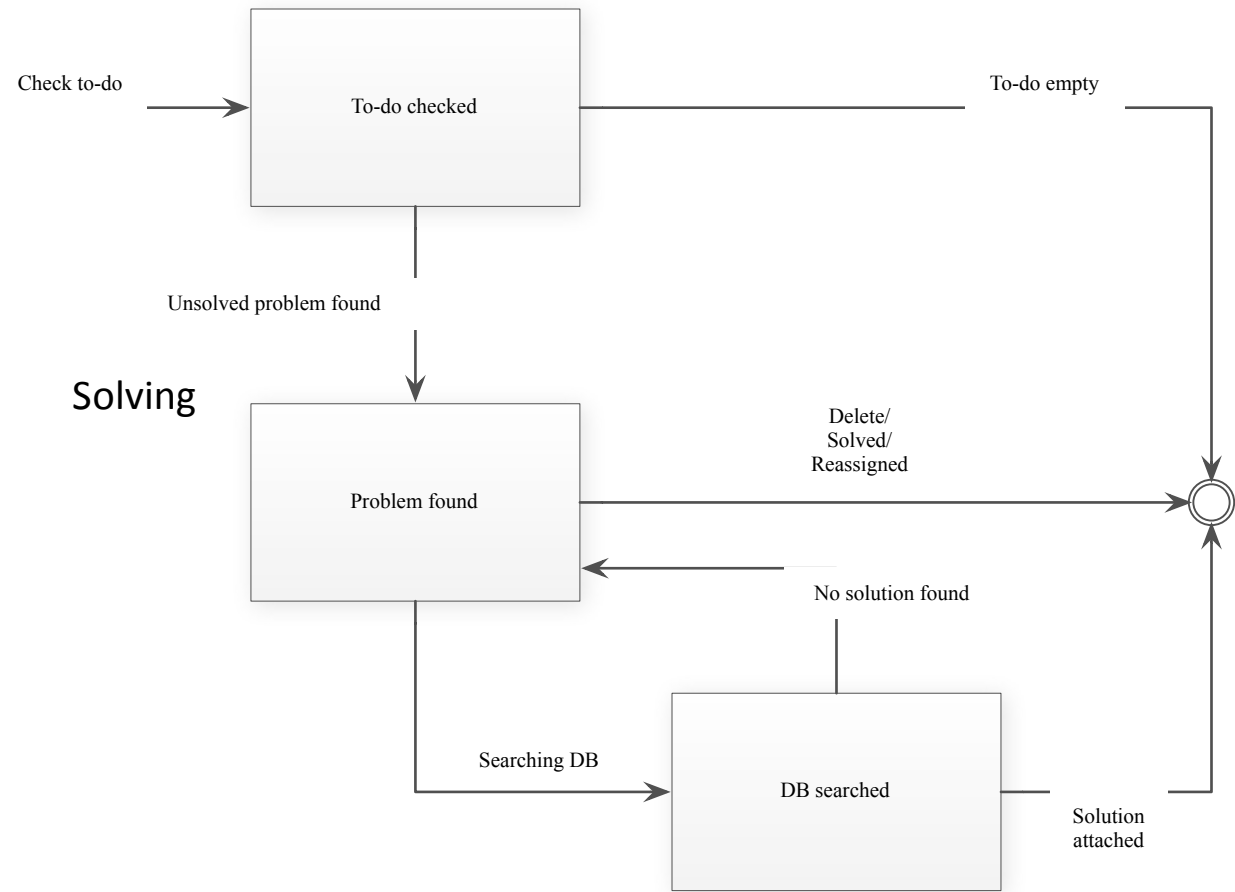 Check to-do
To-do checked
To-do empty
Unsolved problem found
Solving
Delete/
Solved/
Reassigned
Problem found
No solution found
Searching DB
DB searched
Solution
attached